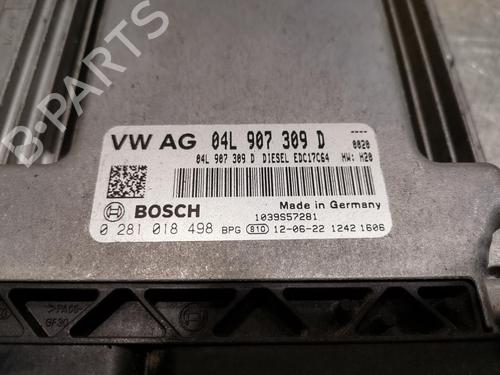 VW AG 04L 907 309 D
----
0020
04L 907 309 D DIESEL EDC17C64 HW: H20
Made in Germany
BOSCH 1039S57281
0 281 018 498 BPG 810 12-06-22 1242 1606
B PARTS
GF30